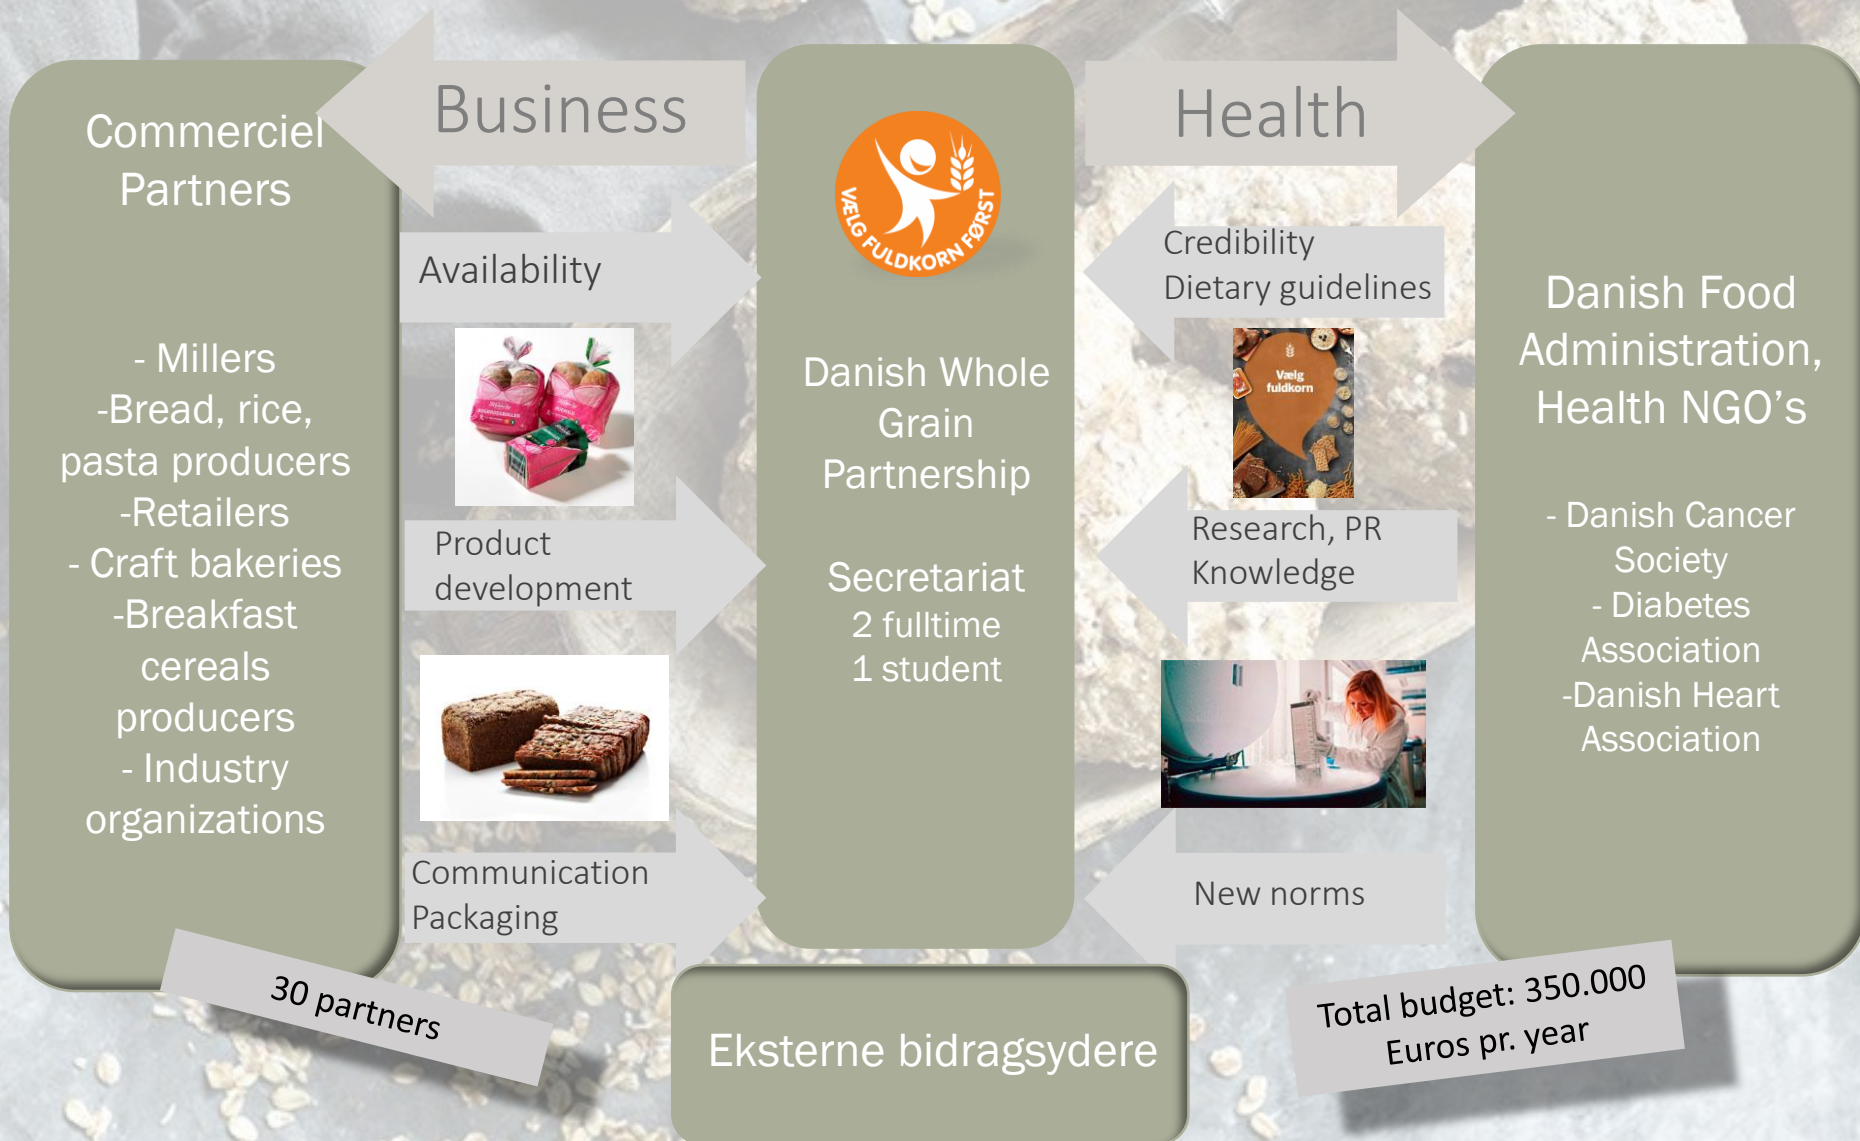 Commerciel
Partners
- Millers
-Bread, rice,
pasta producers
-Retailers
- Craft bakeries
-Breakfast
cereals
producers
- Industry
organizations
30 partners
Business
Availability
Product
development
Communication
Packaging
VÆLG FULDKORN FØRST
Danish Whole
Grain
Partnership
Secretariat
2 fulltime
1 student
Eksterne bidragsydere
Health
Credibility
Dietary guidelines
Vælg
fuldkorn
Research, PR
Knowledge
New norms
Danish Food
Administration,
Health NGO’s
- Danish Cancer
Society
- Diabetes
Association
-Danish Heart
Association
Total budget: 350.000
Euros pr. year